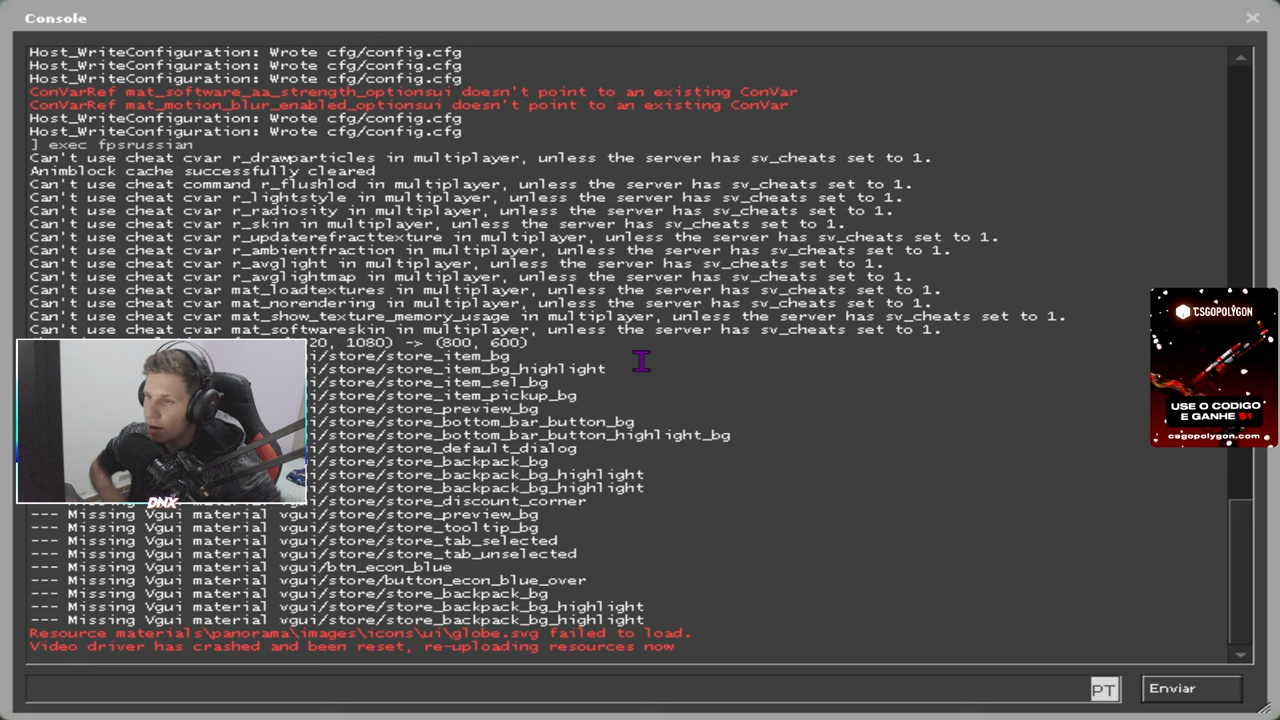 Console
Host_WriteConfiguration: Wrote cfg/config.cfg
Host_WriteConfiguration: Wrote cfg/config.cfg
Host_WriteConfiguration: Wrote cfg/config.cfg
ConVarRef mat_software_aa_strength_optionsui doesn't point to an existing ConVar
ConVarRef mat_motion_blur_enabled_optionsui doesn't point to an existing ConVar
Host_WriteConfiguration: Wrote cfg/config.cfg
Host_WriteConfiguration: Wrote cfg/config.cfg
] exec fpsrussian
Can't use cheat cvar r_drawparticles in multiplayer, unless the server has sv_cheats set to 1.
Animblock cache successfully cleared
Can't use cheat command r_flushlod in multiplayer, unless the server has sv_cheats set to 1.
Can't use cheat cvar r_lightstyle in multiplayer, unless the server has sv_cheats set to 1.
Can't use cheat cvar r_radiosity in multiplayer, unless the server has sv_cheats set to 1.
Can't use cheat cvar r_skin in multiplayer, unless the server has sv_cheats set to 1.
Can't use cheat cvar r_updaterefracttexture in multiplayer, unless the server has sv_cheats set to 1.
Can't use cheat cvar r_ambientfraction in multiplayer, unless the server has sv_cheats set to 1.
Can't use cheat cvar r_avglight in multiplayer, unless the server has sv_cheats set to 1.
Can't use cheat cvar r_avglightmap in multiplayer, unless the server has sv_cheats set to 1.
Can't use cheat cvar mat_loadtextures in multiplayer, unless the server has sv_cheats set to 1.
Can't use cheat cvar mat_norendering in multiplayer, unless the server has sv_cheats set to 1.
Can't use cheat cvar mat_show_texture_memory_usage in multiplayer, unless the server has sv_cheats set to 1.
Can't use cheat cvar mat_softwareskin in multiplayer, unless the server has sv_cheats set to 1.
20, 1080) -> (800, 600)
ui/store/store_item_bg
ui/store/store_item_bg_highlight
ui/store/store_item_sel_bg
ui/store/store_item_pickup_bg
ui/store/store_preview_bg
ui/store/store_bottom_bar_button_bg
ui/store/store_bottom_bar_button_highlight_bg
ui/store/store_default_dialog
ui/store/store_backpack_bg
ui/store/store_backpack_bg_highlight
ui/store/store_backpack_bg_highlight
ui/store/store_discount_corner
--- Missing Vgui material vgui/store/store_preview_bg
--- Missing Vgui material vgui/store/store_tooltip_bg
--- Missing Vgui material vgui/store/store_tab_selected
--- Missing Vgui material vgui/store/store_tab_unselected
--- Missing Vgui material vgui/btn_econ_blue
--- Missing Vgui material vgui/store/button_econ_blue_over
--- Missing Vgui material vgui/store/store_backpack_bg
--- Missing Vgui material vgui/store/store_backpack_bg_highlight
--- Missing Vgui material vgui/store/store_backpack_bg_highlight
Resource materials\panorama\images\icons\ui\globe.svg failed to load.
Video driver has crashed and been reset, re-uploading resources now
PT
Enviar
DNX
CSGOPOLYGON
USE O CODIGO
E GANHE $1
csgopolygon.com